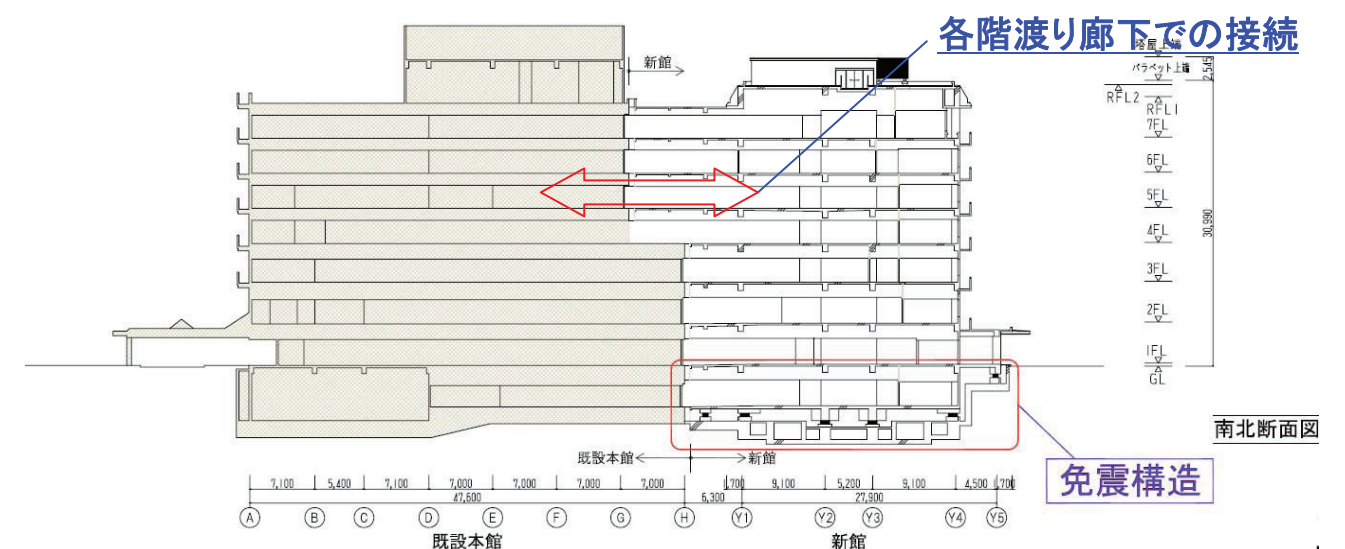 各階渡り廊下での接続
新館
塔屋上端
パラペット上端
2,545
RFL2
RFL1
7FL
6FL
5FL
4FL
30,990
3FL
2FL
1FL
GL
南北断面図
既設本館
新館
免震構造
7,100 5,400 7,100 7,000 7,000 7,000 7,000 1,700 9,100 5,200 9,100 4,500 1,700
47,600 6,300 27,900
A B C D E F G H Y1 Y2 Y3 Y4 Y5
既設本館 新館